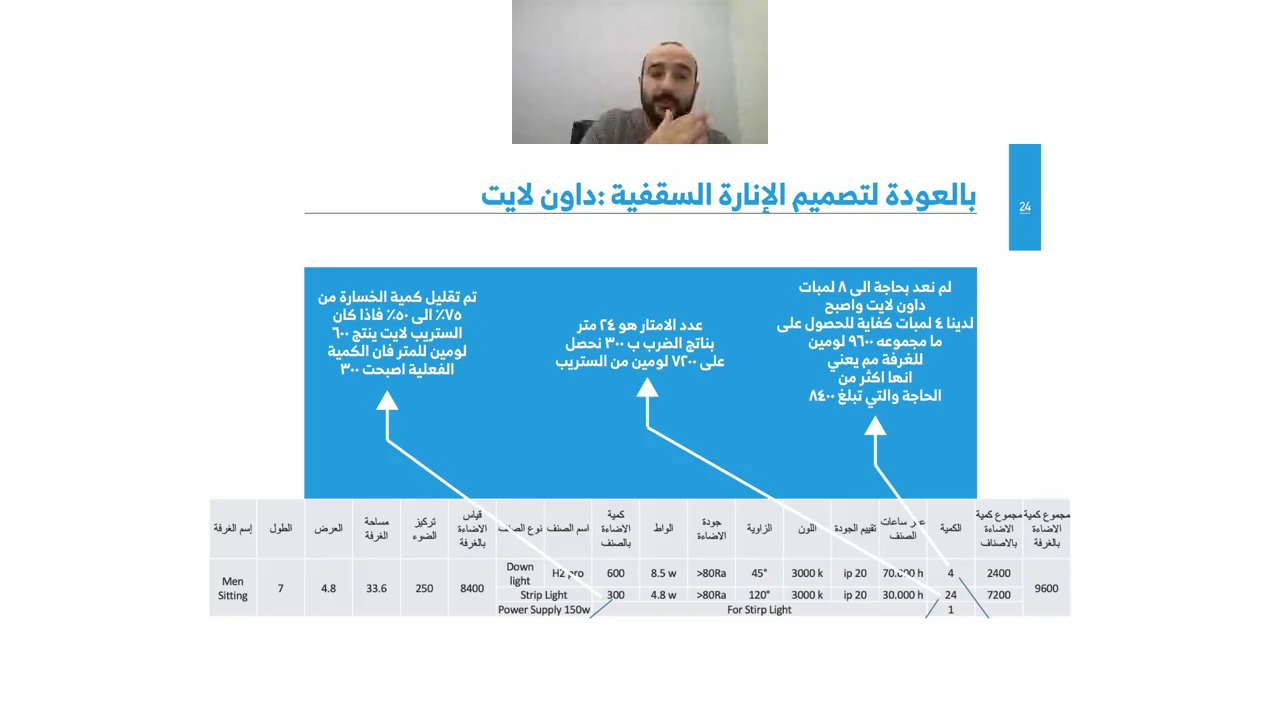 بالعودة لتصميم الإنارة السقفية :داون لايت
24
لم نعد بحاجة الى ٨ لمبات
داون لايت واصبح
لدينا ٤ لمبات كفاية للحصول على
ما مجموعه ٩٦٠٠ لومين
للغرفة مم يعني
انها اكثر من
الحاجة والتي تبلغ ٨٤٠٠
عدد الامتار هو ٢٤ متر
بناتج الضرب ب ٣٠٠ نحصل
على ٧٢٠٠ لومين من الستريب
تم تقليل كمية الخسارة من
٧٥٪ الى ٥٠٪ فاذا كان
الستريب لايت ينتج ٦٠٠
لومين للمتر فان الكمية
الفعلية اصبحت ٣٠٠
إسم الغرفة الطول العرض مساحة الغرفة تركيز الضوء قياس الاضاءة بالغرفة نوع الصنف اسم الصنف كمية الاضاءة بالصنف الواط جودة الاضاءة الزاوية اللون تقييم الجودة عدد ساعات الصنف الكمية مجموع كمية الاضاءة بالاصناف مجموع كمية الاضاءة بالغرفة
Men Sitting 7 4.8 33.6 250 8400 Down light H2 pro 600 8.5 w >80Ra 45° 3000 k ip 20 70.000 h 4 2400 9600
Strip Light 300 4.8 w >80Ra 120° 3000 k ip 20 30.000 h 24 7200
Power Supply 150w For Stirp Light 1